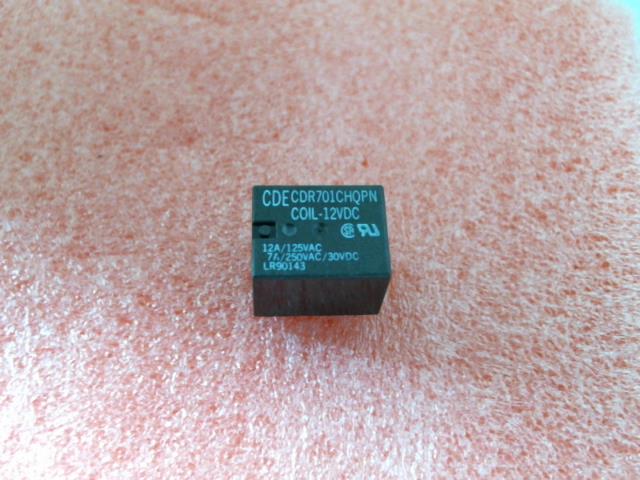 CDE CDR701CHQPN
COIL-12VDC
12A/125VAC
7A/250VAC/30VDC
LR90143